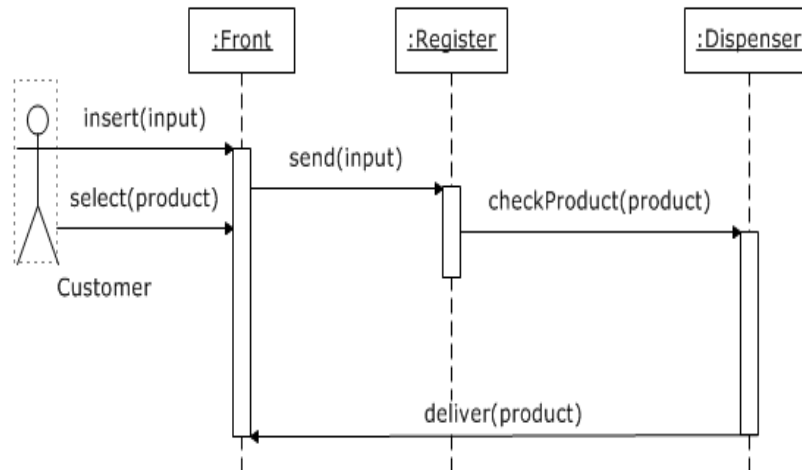 :Front
:Register
:Dispenser
insert(input)
send(input)
select(product)
checkProduct(product)
Customer
deliver(product)